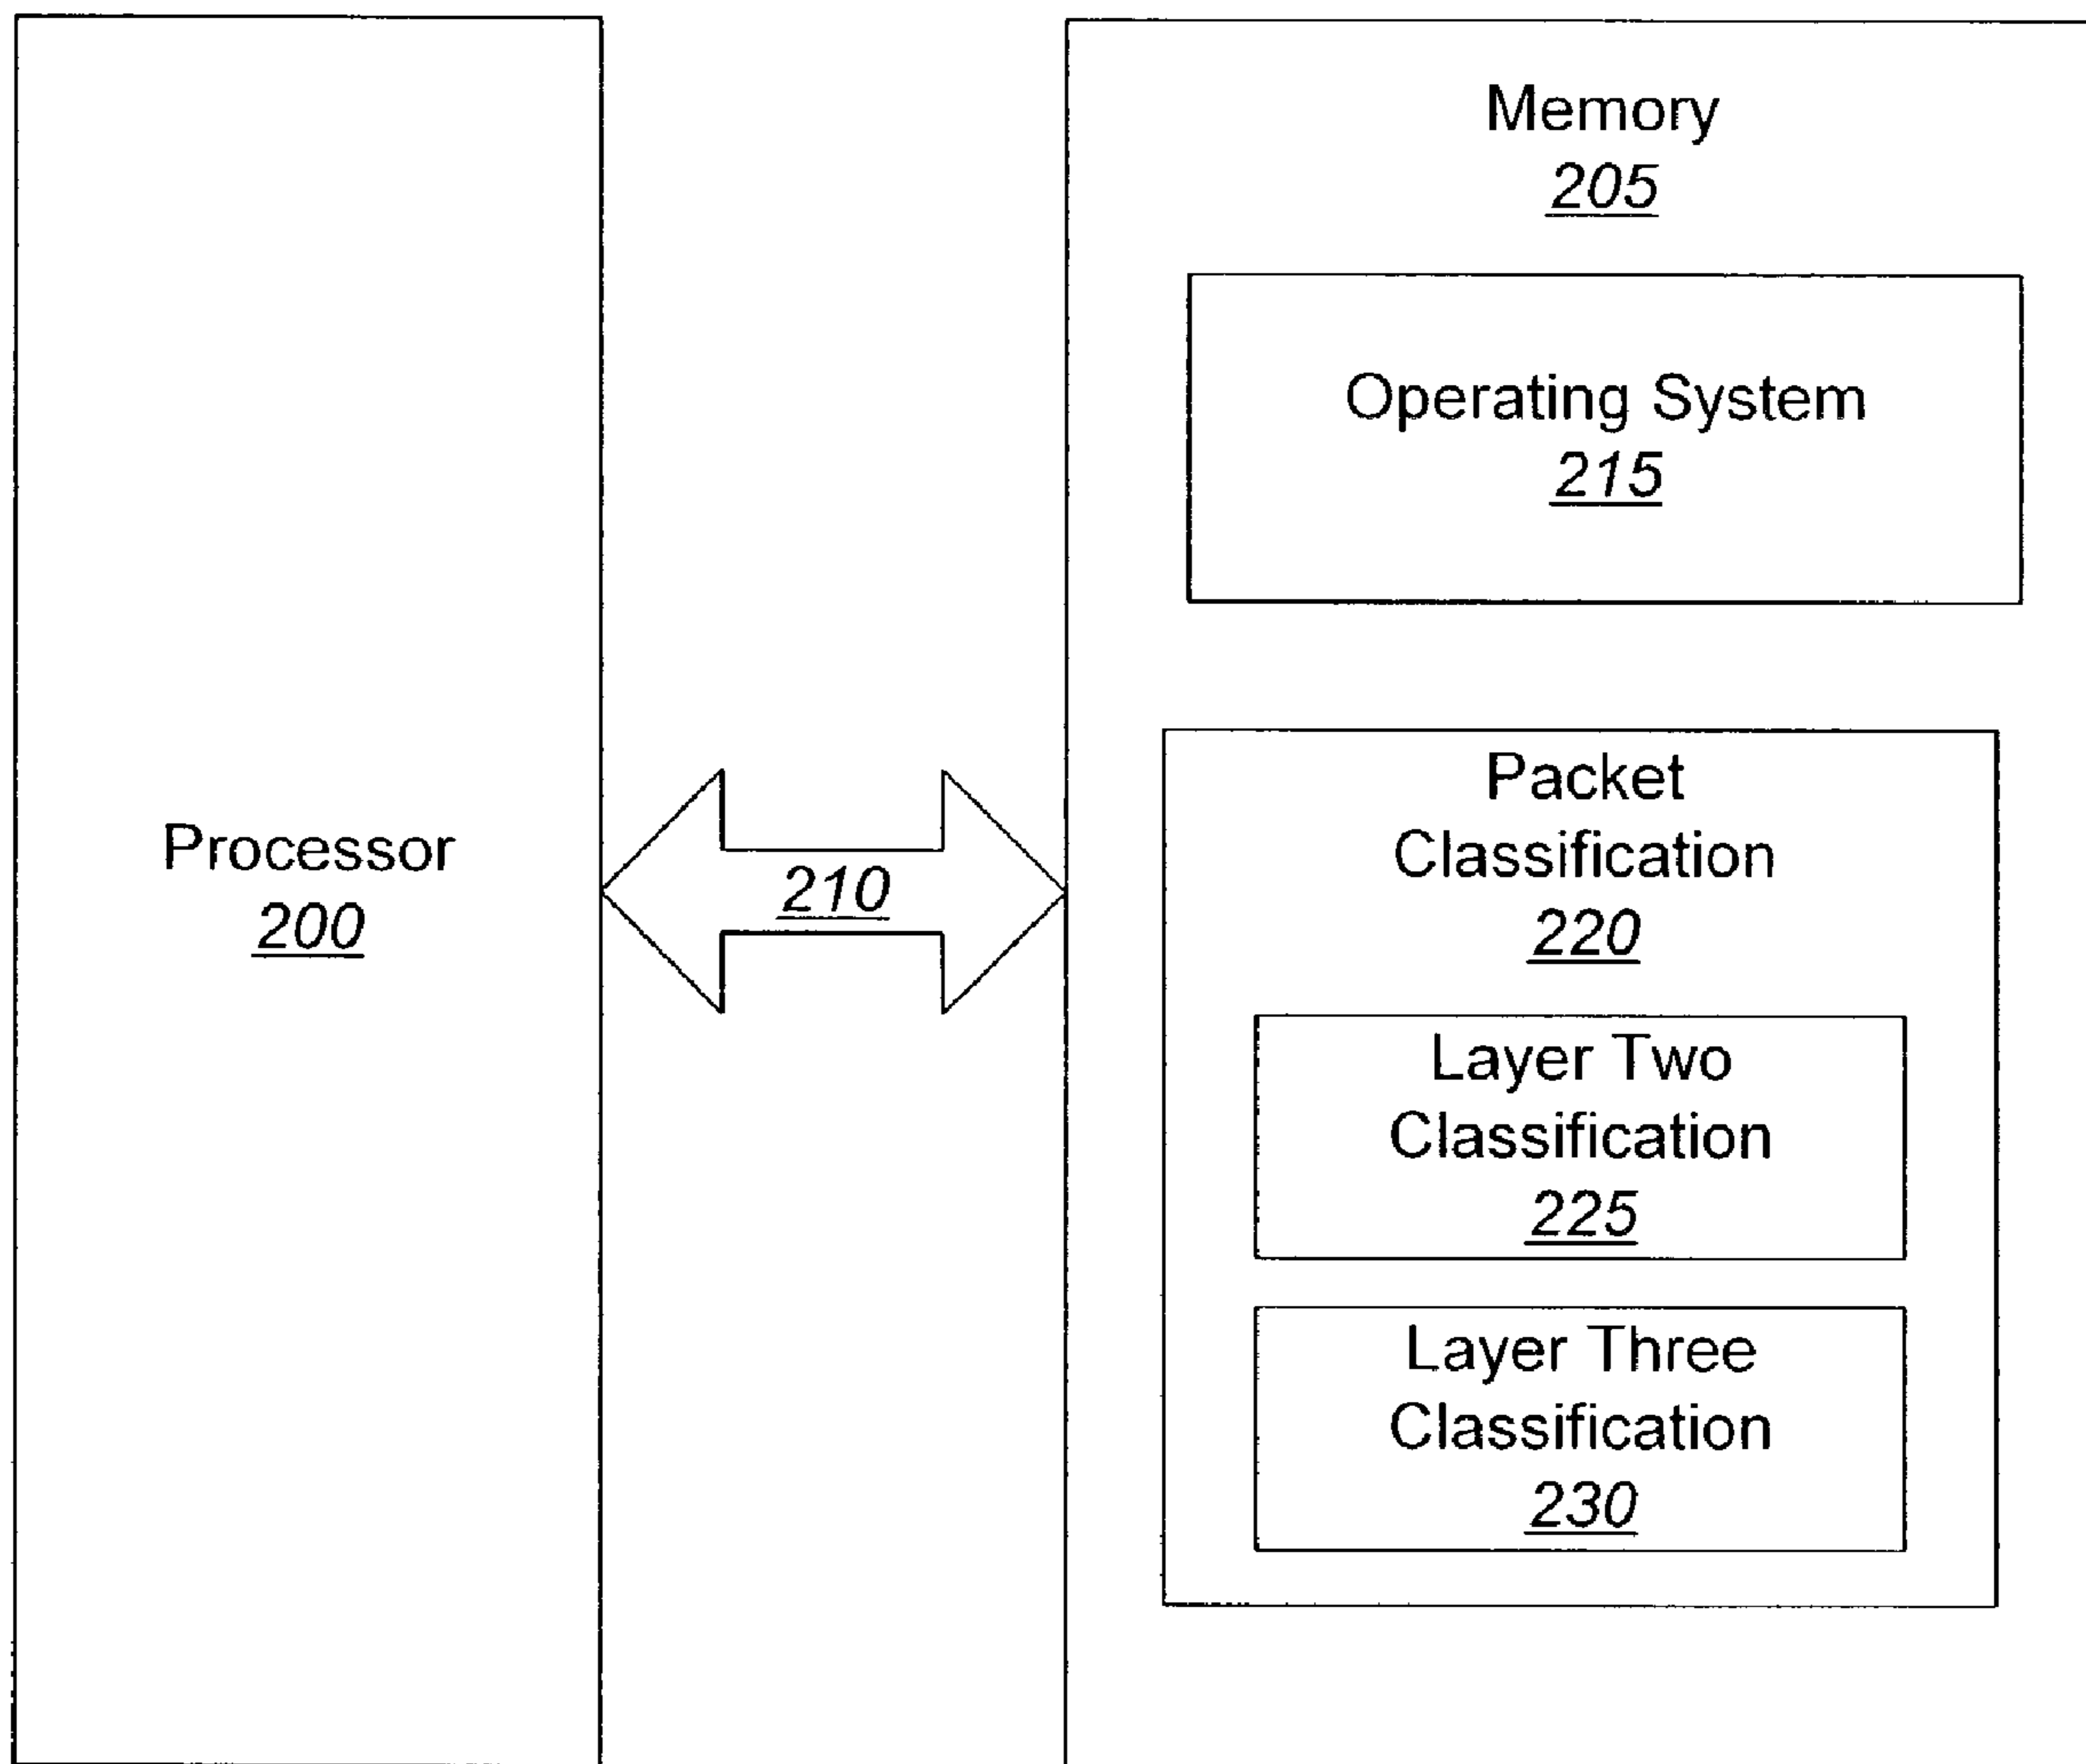 Processor
200
210
Memory
205
Operating System
215
Packet
Classification
220
Layer Two
Classification
225
Layer Three
Classification
230